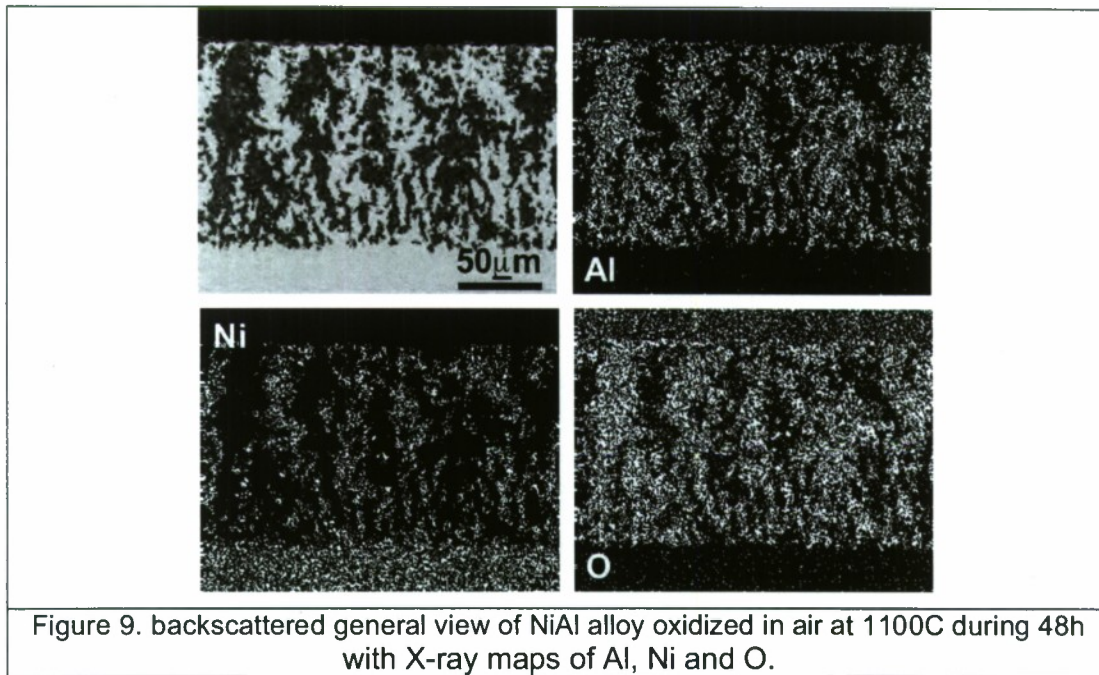 50μm
Al
Ni
O
Figure 9. backscattered general view of NiAl alloy oxidized in air at 1100C during 48h
with X-ray maps of Al, Ni and O.